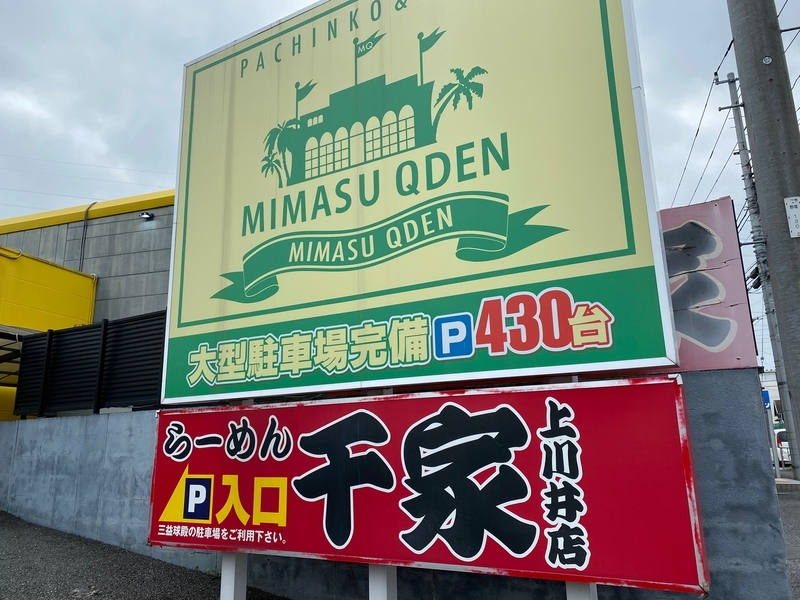 PACHINKO &
MQ
MIMASU QDEN
MIMASU QDEN
大型駐車場完備 P 430台
らーめん
千家
上川井店
P 入口
三益球殿の駐車場をご利用下さい。
家